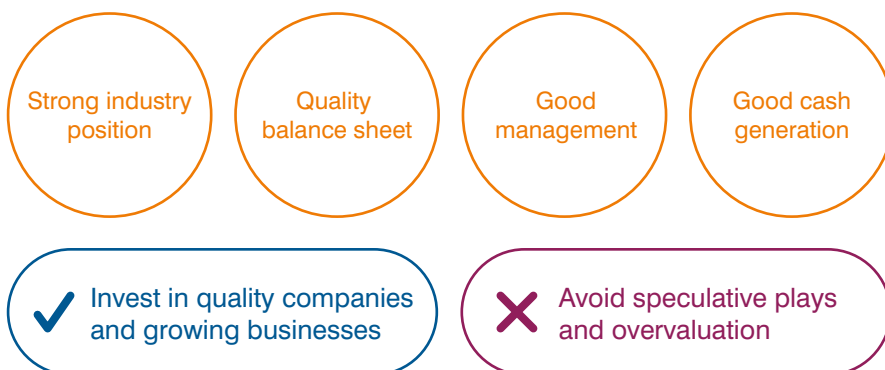 Strong industry
position
Quality
balance sheet
Good
management
Good cash
generation
Invest in quality companies
and growing businesses
Avoid speculative plays
and overvaluation